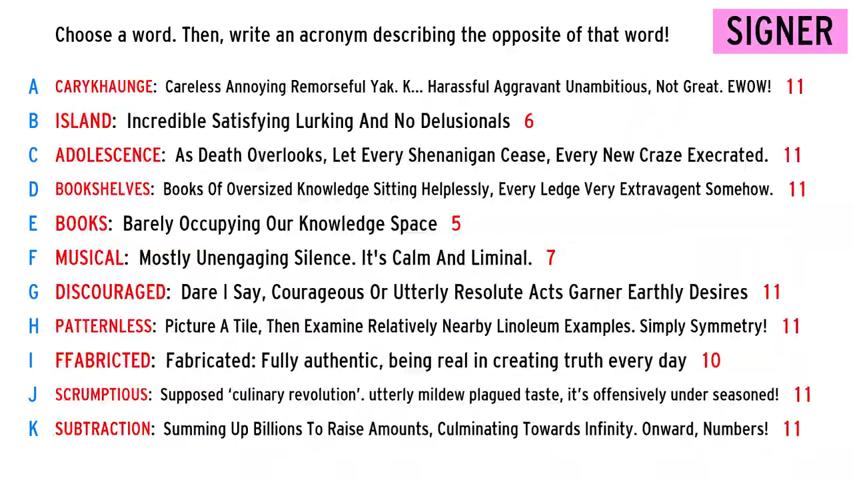 Choose a word. Then, write an acronym describing the opposite of that word!
SIGNER
A CARYKHAUNGE: Careless Annoying Remorseful Yak. K... Harassful Aggravant Unambitious, Not Great. EWOW! 11
B ISLAND: Incredible Satisfying Lurking And No Delusionals 6
C ADOLESCENCE: As Death Overlooks, Let Every Shenanigan Cease, Every New Craze Execrated. 11
D BOOKSHELVES: Books Of Oversized Knowledge Sitting Helplessly, Every Ledge Very Extravagent Somehow. 11
E BOOKS: Barely Occupying Our Knowledge Space 5
F MUSICAL: Mostly Unengaging Silence. It's Calm And Liminal. 7
G DISCOURAGED: Dare I Say, Courageous Or Utterly Resolute Acts Garner Earthly Desires 11
H PATTERNLESS: Picture A Tile, Then Examine Relatively Nearby Linoleum Examples. Simply Symmetry! 11
I FFABRICTED: Fabricated: Fully authentic, being real in creating truth every day 10
J SCRUMPTIOUS: Supposed ‘culinary revolution’. utterly mildew plagued taste, it’s offensively under seasoned! 11
K SUBTRACTION: Summing Up Billions To Raise Amounts, Culminating Towards Infinity. Onward, Numbers! 11